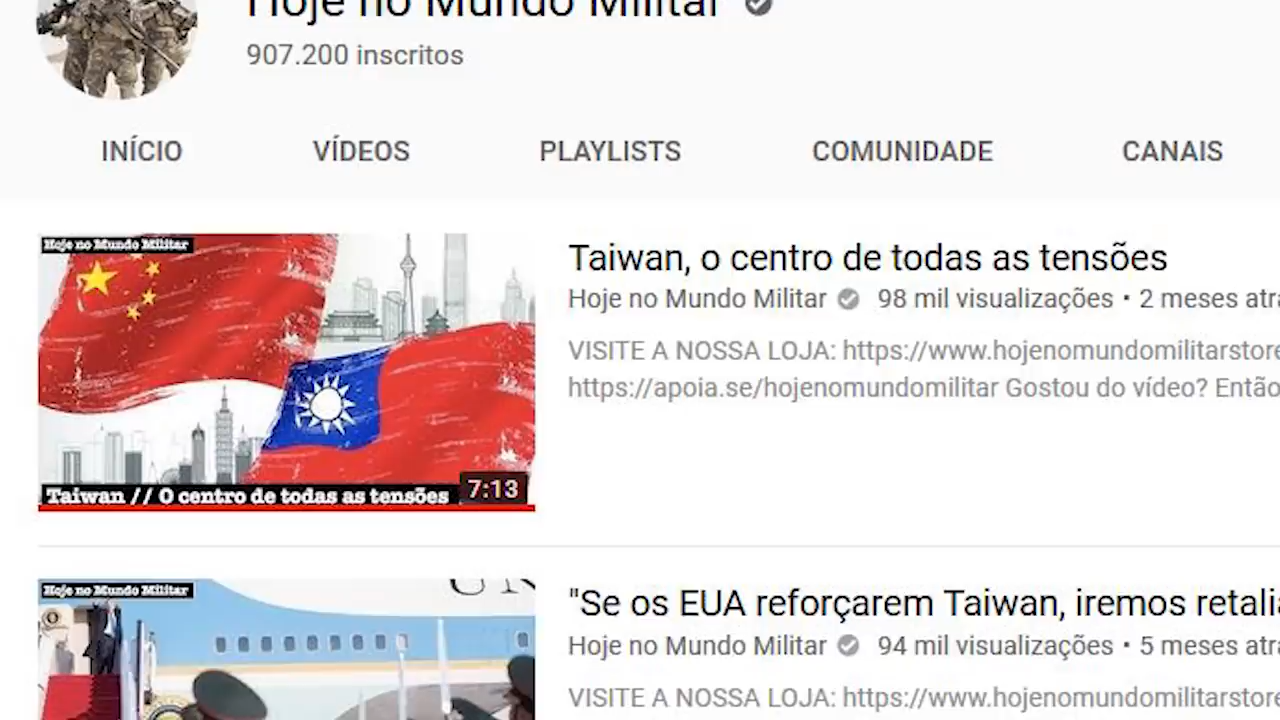 Hoje no Mundo Militar
907.200 inscritos
INÍCIO VÍDEOS PLAYLISTS COMUNIDADE CANAIS
Hoje no Mundo Militar
Taiwan // O centro de todas as tensões 7:13
Taiwan, o centro de todas as tensões
Hoje no Mundo Militar 98 mil visualizações • 2 meses atrá
VISITE A NOSSA LOJA: https://www.hojenomundomilitarstore
https://apoia.se/hojenomundomilitar Gostou do vídeo? Então
Hoje no Mundo Militar
"Se os EUA reforçarem Taiwan, iremos retalia
Hoje no Mundo Militar 94 mil visualizações • 5 meses atrá
VISITE A NOSSA LOJA: https://www.hojenomundomilitarstore